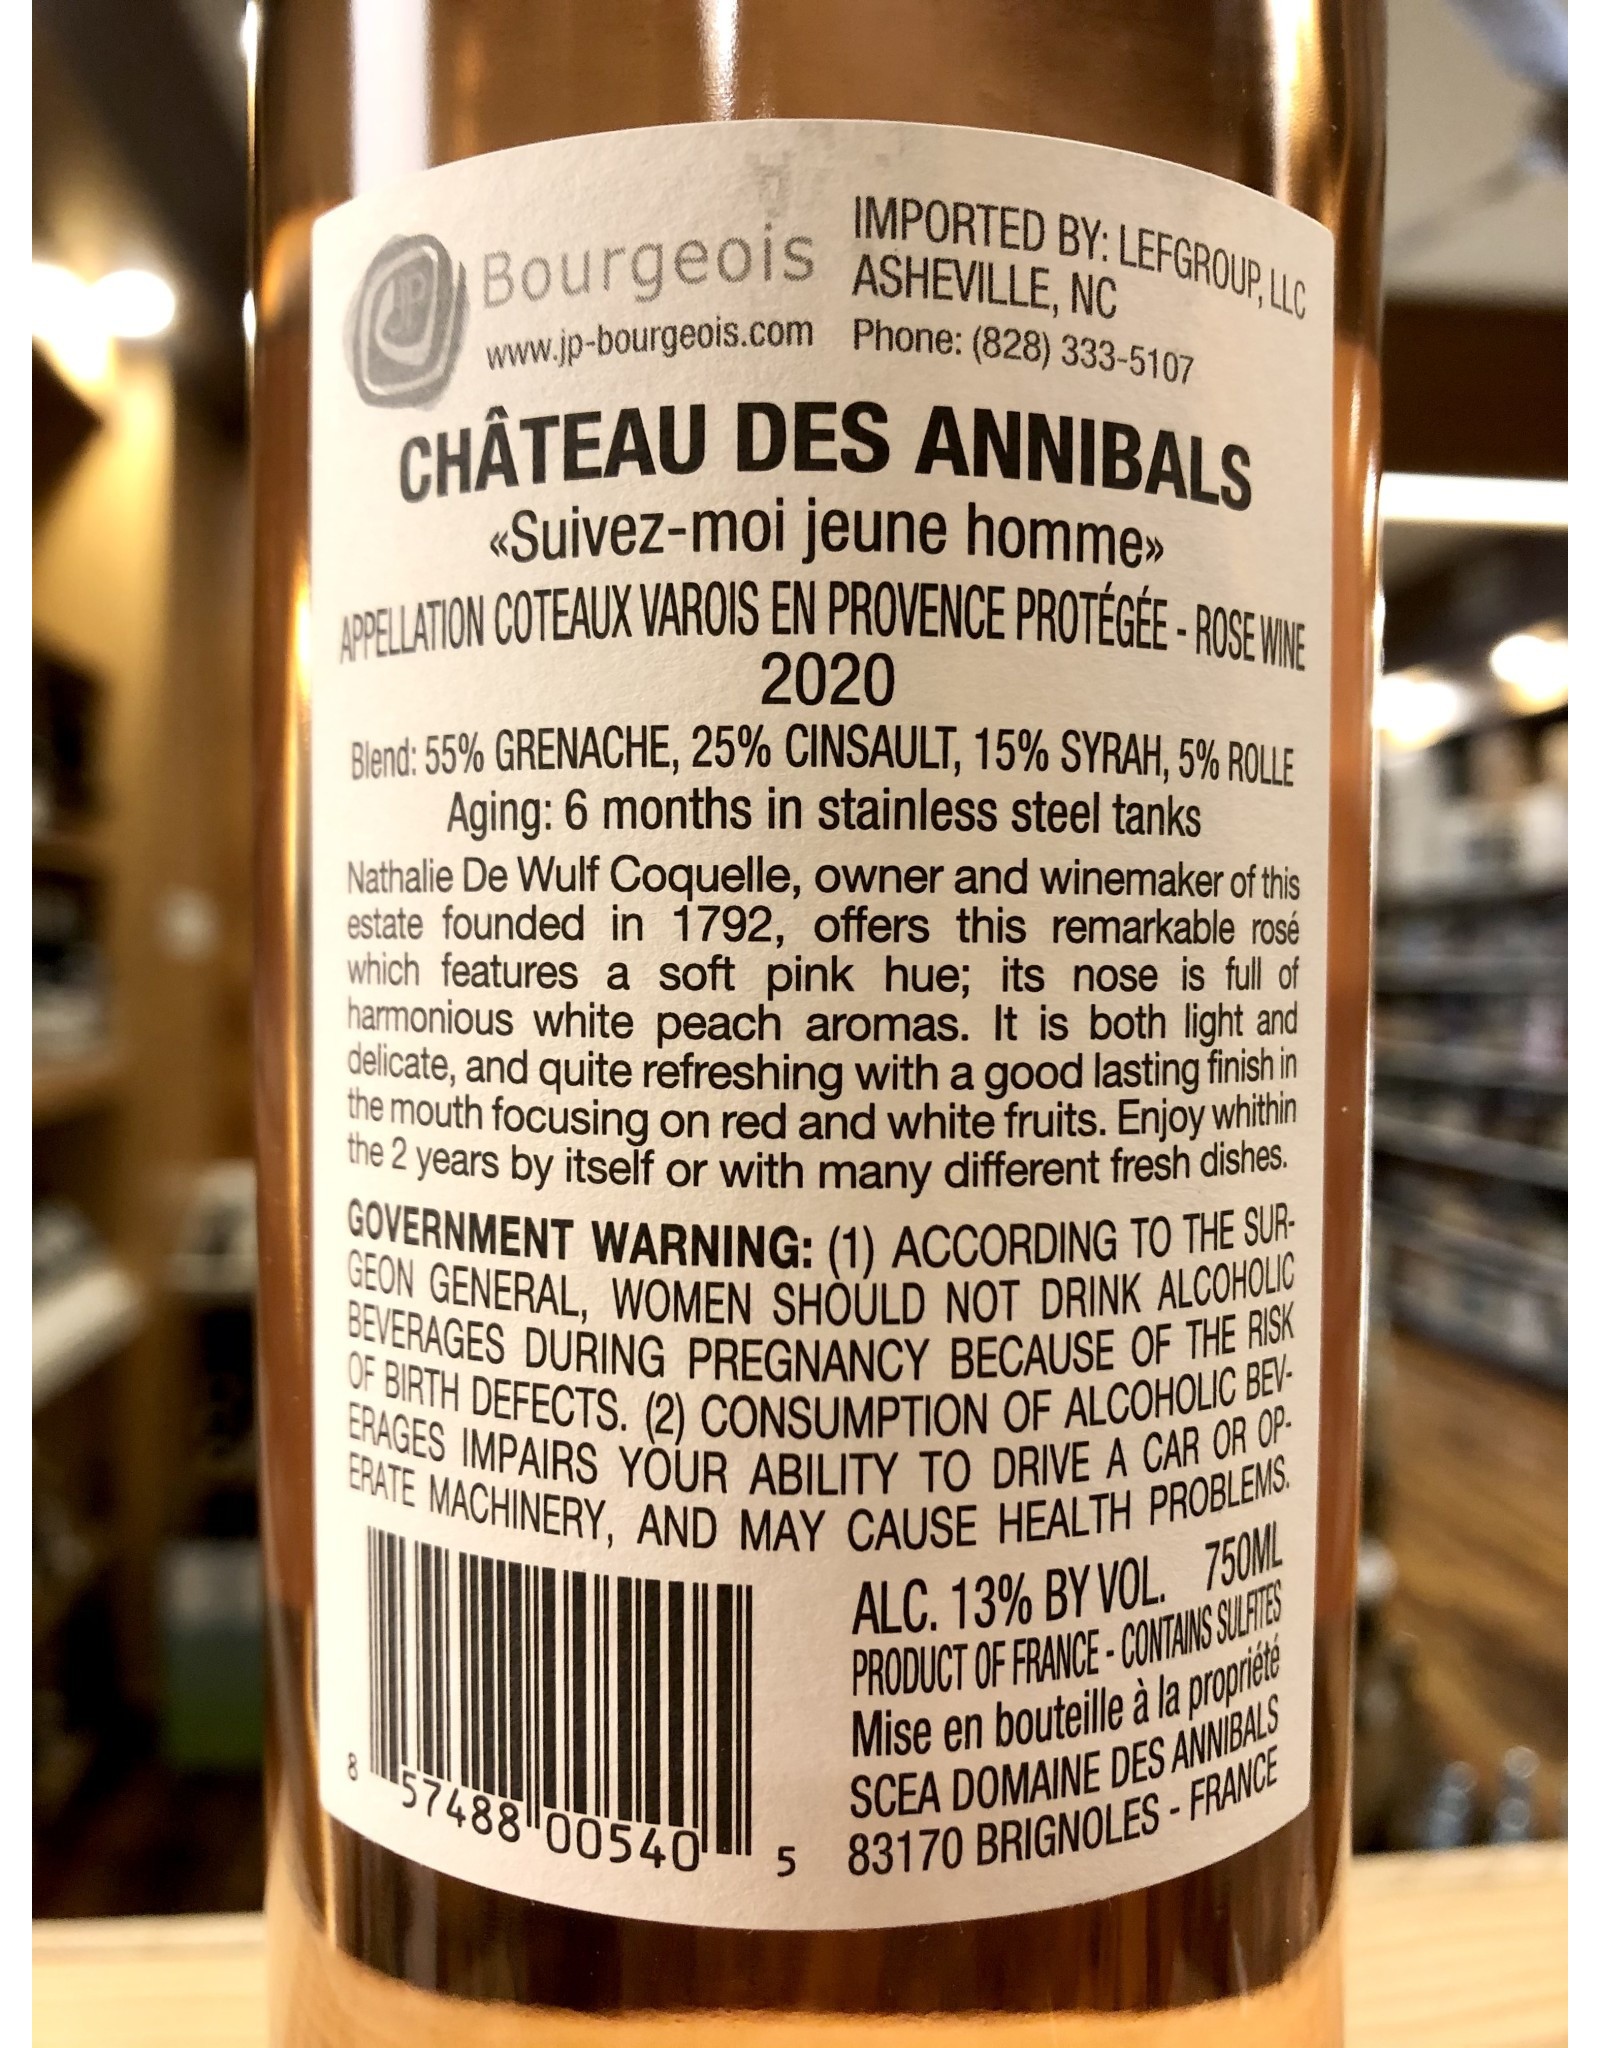 JP Bourgeois
www.jp-bourgeois.com
IMPORTED BY: LEFGROUP, LLC
ASHEVILLE, NC
Phone: (828) 333-5107
CHÂTEAU DES ANNIBALS
«Suivez-moi jeune homme»
APPELLATION COTEAUX VAROIS EN PROVENCE PROTÉGÉE - ROSE WINE
2020
Blend: 55% GRENACHE, 25% CINSAULT, 15% SYRAH, 5% ROLLE
Aging: 6 months in stainless steel tanks
Nathalie De Wulf Coquelle, owner and winemaker of this
estate founded in 1792, offers this remarkable rosé
which features a soft pink hue; its nose is full of
harmonious white peach aromas. It is both light and
delicate, and quite refreshing with a good lasting finish in
the mouth focusing on red and white fruits. Enjoy whithin
the 2 years by itself or with many different fresh dishes.
GOVERNMENT WARNING: (1) ACCORDING TO THE SUR-
GEON GENERAL, WOMEN SHOULD NOT DRINK ALCOHOLIC
BEVERAGES DURING PREGNANCY BECAUSE OF THE RISK
OF BIRTH DEFECTS. (2) CONSUMPTION OF ALCOHOLIC BEV-
ERAGES IMPAIRS YOUR ABILITY TO DRIVE A CAR OR OP-
ERATE MACHINERY, AND MAY CAUSE HEALTH PROBLEMS.
8 57488 00540 5
ALC. 13% BY VOL. 750ML
PRODUCT OF FRANCE - CONTAINS SULFITES
Mise en bouteille à la propriété
SCEA DOMAINE DES ANNIBALS
83170 BRIGNOLES - FRANCE